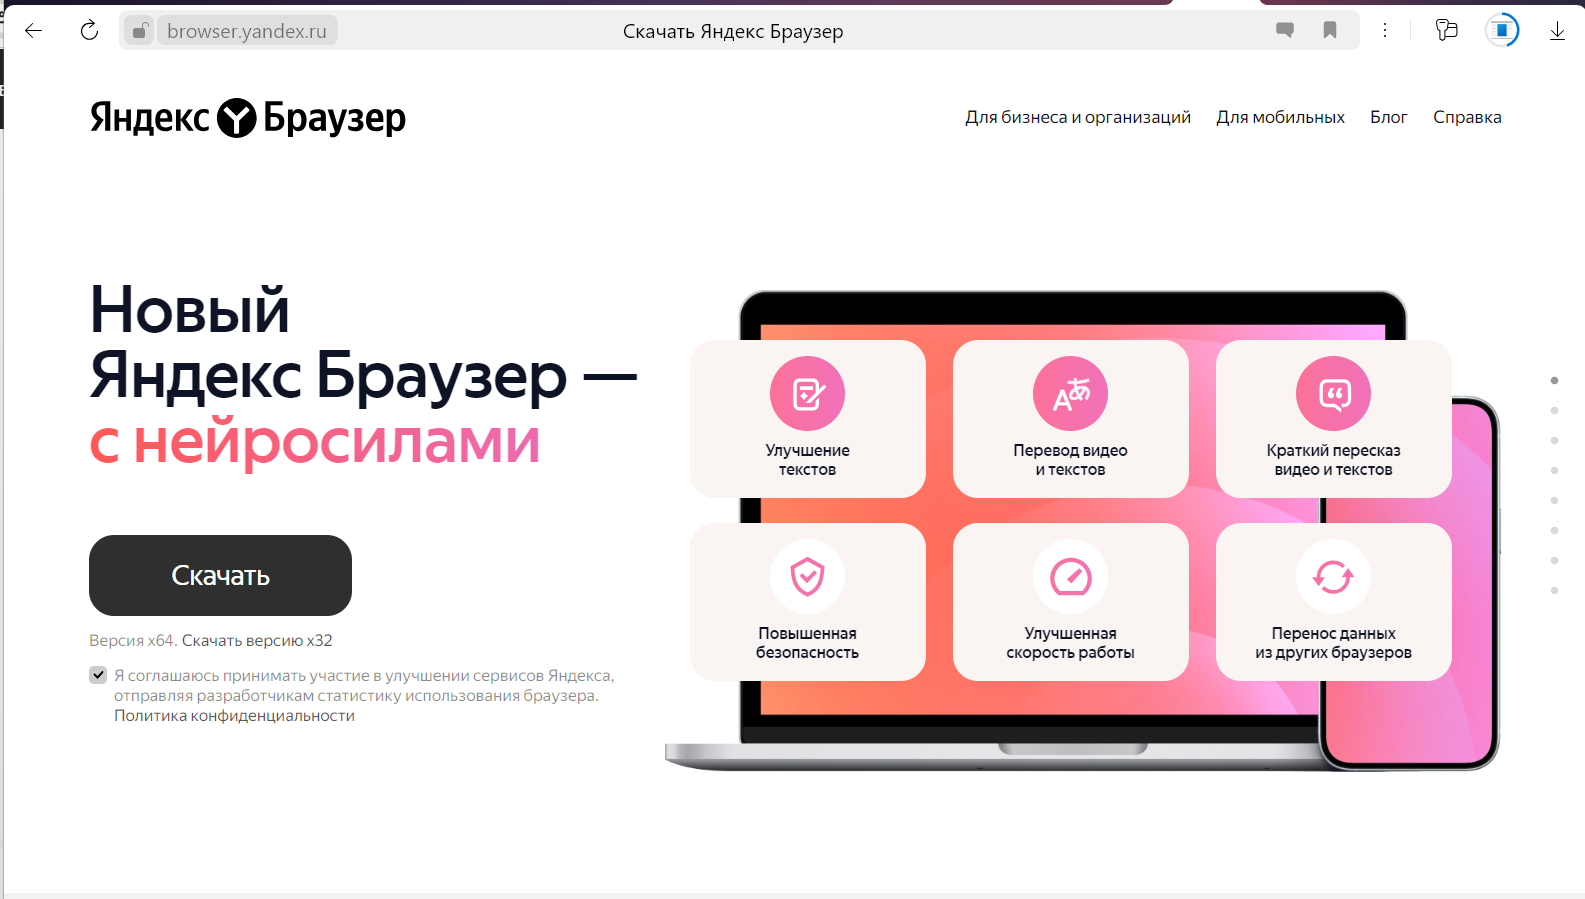 browser.yandex.ru
Скачать Яндекс Браузер
Яндекс Браузер
Для бизнеса и организаций
Для мобильных
Блог
Справка
Новый
Яндекс Браузер —
с нейросилами
Скачать
Версия x64. Скачать версию x32
Я соглашаюсь принимать участие в улучшении сервисов Яндекса,
отправляя разработчикам статистику использования браузера.
Политика конфиденциальности
Улучшение
текстов
Перевод видео
и текстов
Краткий пересказ
видео и текстов
Повышенная
безопасность
Улучшенная
скорость работы
Перенос данных
из других браузеров